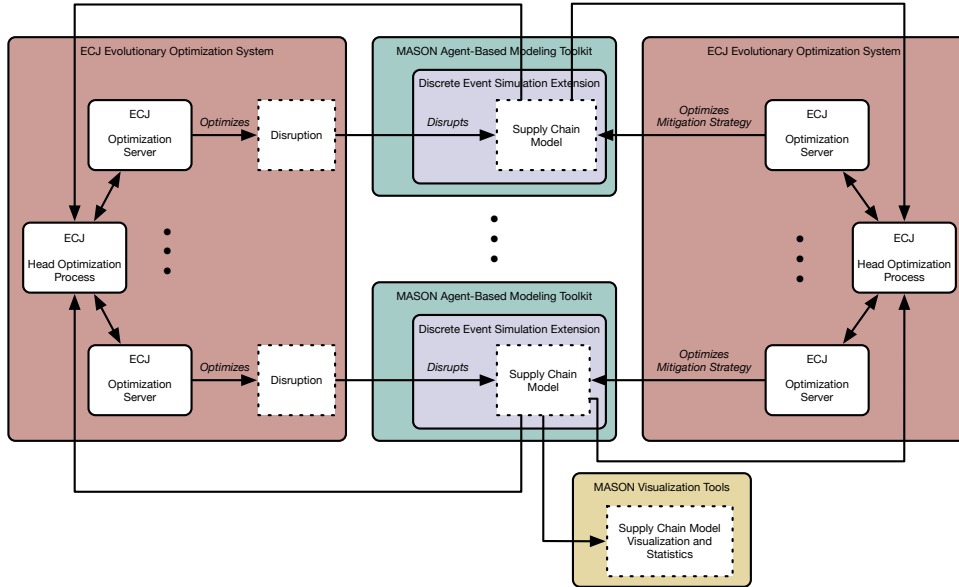 ECJ Evolutionary Optimization System
MASON Agent-Based Modeling Toolkit
ECJ Evolutionary Optimization System
Discrete Event Simulation Extension
ECJ
Optimization
Server
Optimizes
Disruption
Disrupts
Supply Chain
Model
Optimizes
Mitigation Strategy
ECJ
Optimization
Server
ECJ
Head Optimization
Process
ECJ
Head Optimization
Process
MASON Agent-Based Modeling Toolkit
Discrete Event Simulation Extension
ECJ
Optimization
Server
Optimizes
Disruption
Disrupts
Supply Chain
Model
Optimizes
Mitigation Strategy
ECJ
Optimization
Server
MASON Visualization Tools
Supply Chain Model
Visualization and
Statistics